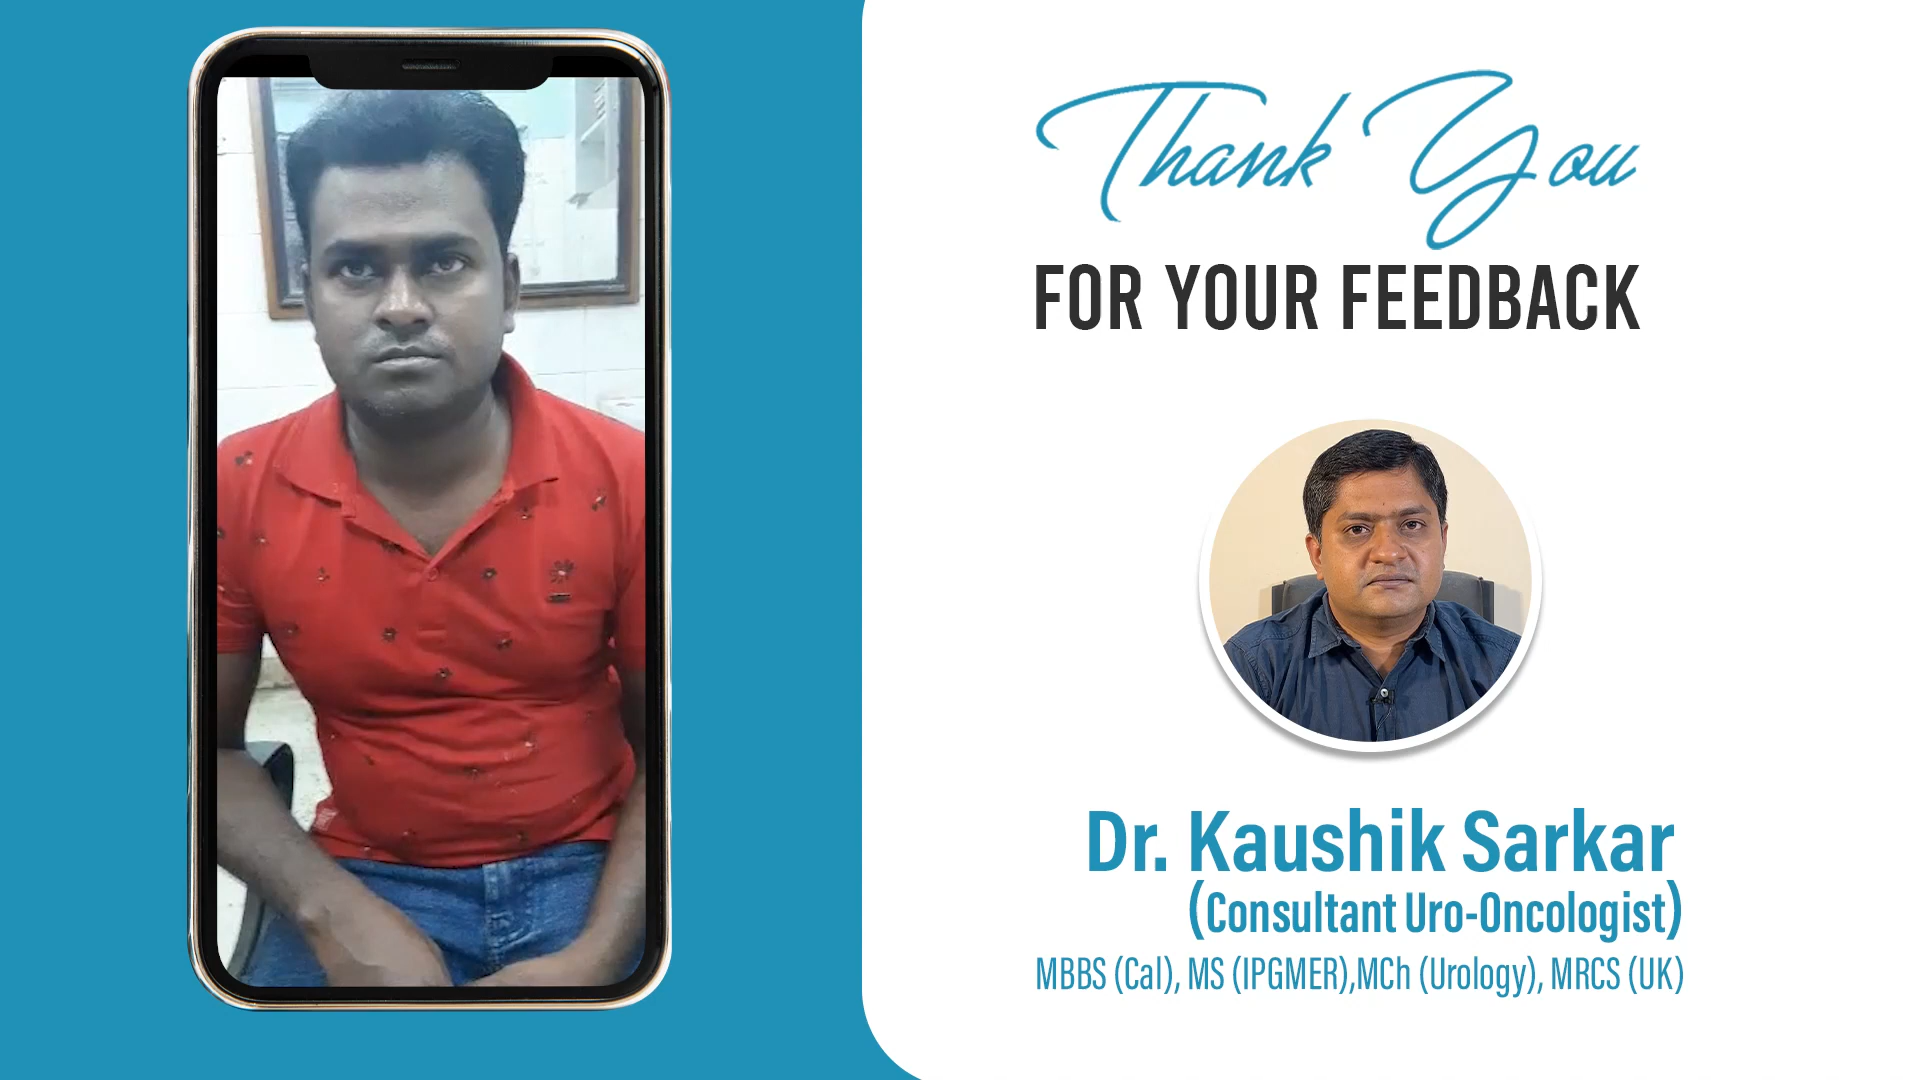 Thank You
FOR YOUR FEEDBACK
Dr. Kaushik Sarkar
(Consultant Uro-Oncologist)
MBBS (Cal), MS (IPGMER),MCh (Urology), MRCS (UK)